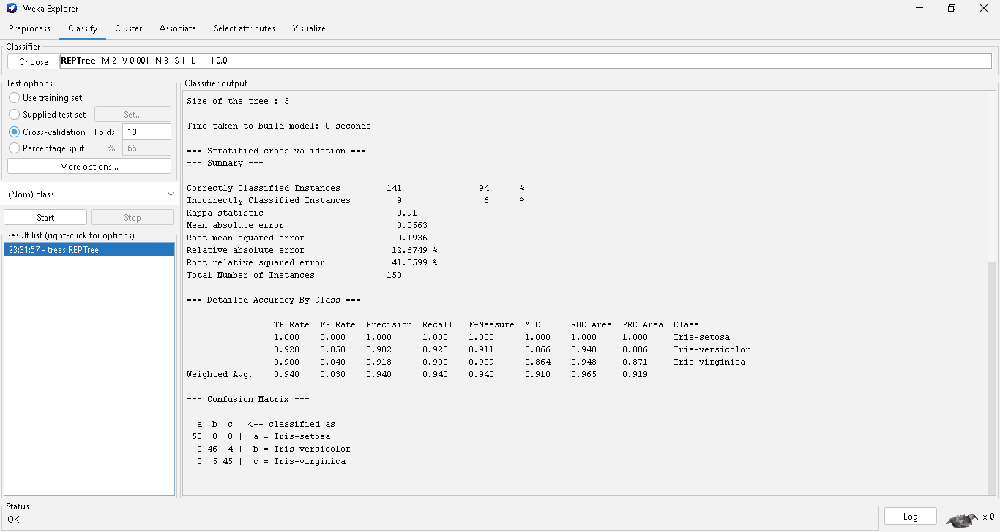 Weka Explorer
Preprocess Classify Cluster Associate Select attributes Visualize
Classifier
Choose REPTree -M 2 -V 0.001 -N 3 -S 1 -L -1 -I 0.0
Test options
Use training set
Supplied test set Set...
Cross-validation Folds 10
Percentage split % 66
More options...
(Nom) class
Start Stop
Result list (right-click for options)
23:31:57 - trees.REPTree
Classifier output
Size of the tree : 5
Time taken to build model: 0 seconds
=== Stratified cross-validation ===
=== Summary ===
Correctly Classified Instances 141 94 %
Incorrectly Classified Instances 9 6 %
Kappa statistic 0.91
Mean absolute error 0.0563
Root mean squared error 0.1936
Relative absolute error 12.6749 %
Root relative squared error 41.0599 %
Total Number of Instances 150
=== Detailed Accuracy By Class ===
TP Rate FP Rate Precision Recall F-Measure MCC ROC Area PRC Area Class
1.000 0.000 1.000 1.000 1.000 1.000 1.000 1.000 Iris-setosa
0.920 0.050 0.902 0.920 0.911 0.866 0.948 0.886 Iris-versicolor
0.900 0.040 0.918 0.900 0.909 0.864 0.948 0.871 Iris-virginica
Weighted Avg. 0.940 0.030 0.940 0.940 0.940 0.910 0.965 0.919
=== Confusion Matrix ===
a b c <-- classified as
50 0 0 | a = Iris-setosa
0 46 4 | b = Iris-versicolor
0 5 45 | c = Iris-virginica
Status
OK
Log x 0